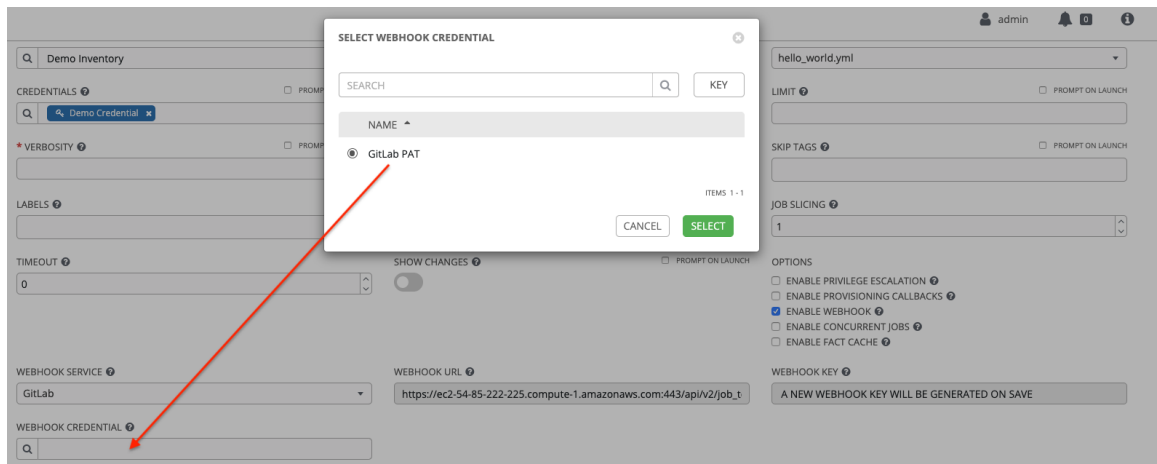 admin
0
SELECT WEBHOOK CREDENTIAL
Demo Inventory
hello_world.yml
SEARCH
KEY
CREDENTIALS
PROMP
LIMIT
PROMPT ON LAUNCH
Demo Credential
NAME
* VERBOSITY
PROMP
GitLab PAT
SKIP TAGS
PROMPT ON LAUNCH
ITEMS 1 - 1
LABELS
JOB SLICING
CANCEL
SELECT
1
TIMEOUT
SHOW CHANGES
PROMPT ON LAUNCH
OPTIONS
0
ENABLE PRIVILEGE ESCALATION
ENABLE PROVISIONING CALLBACKS
ENABLE WEBHOOK
ENABLE CONCURRENT JOBS
ENABLE FACT CACHE
WEBHOOK SERVICE
WEBHOOK URL
WEBHOOK KEY
GitLab
https://ec2-54-85-222-225.compute-1.amazonaws.com:443/api/v2/job_t
A NEW WEBHOOK KEY WILL BE GENERATED ON SAVE
WEBHOOK CREDENTIAL